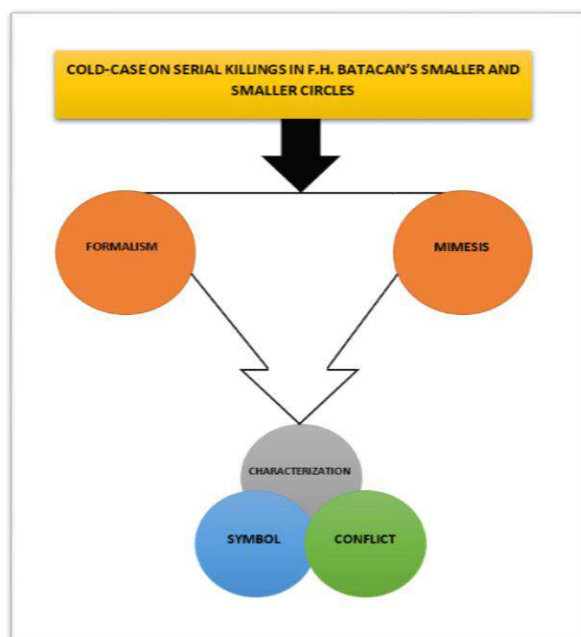 COLD-CASE ON SERIAL KILLINGS IN F.H. BATACAN'S SMALLER AND
SMALLER CIRCLES
FORMALISM
MIMESIS
CHARACTERIZATION
SYMBOL
CONFLICT